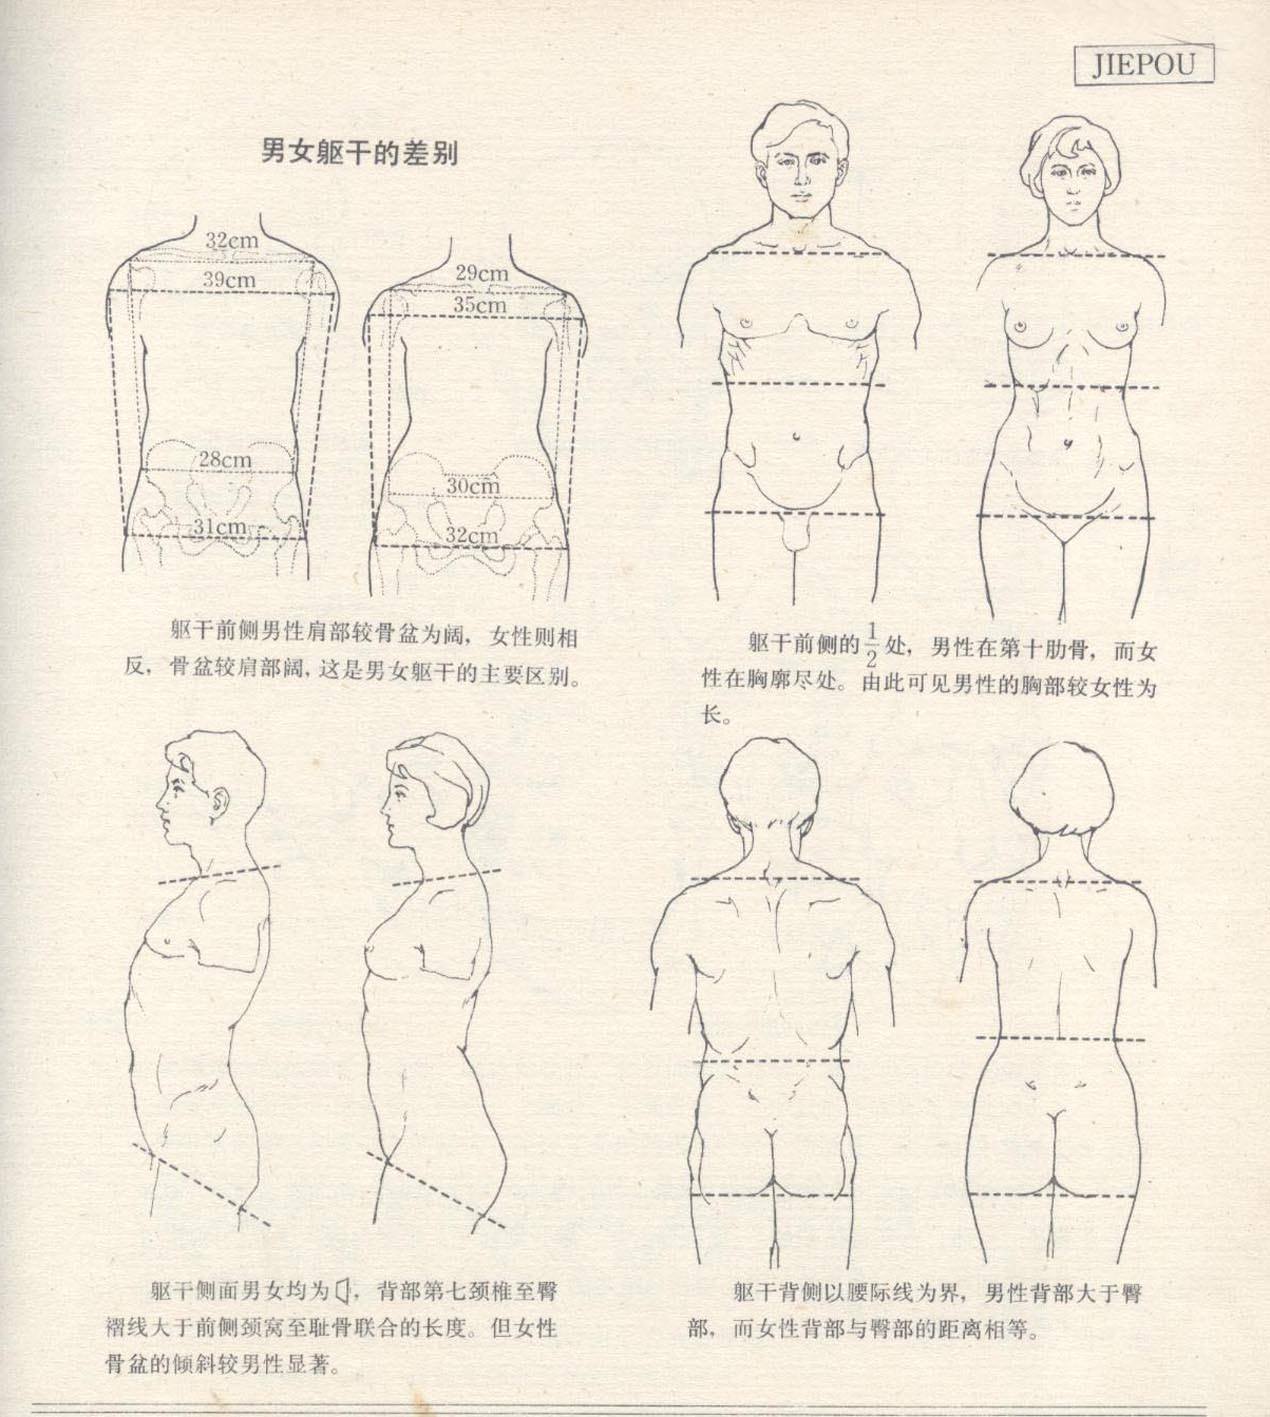 JIEPOU
男女躯干的差别
32cm
39cm
28cm
31cm
29cm
35cm
30cm
32cm
躯干前侧男性肩部较骨盆为阔，女性则相
反，骨盆较肩部阔，这是男女躯干的主要区别。
躯干前侧的1/2处，男性在第十肋骨，而女
性在胸廓尽处。由此可见男性的胸部较女性为
长。
躯干侧面男女均为，背部第七颈椎至臀
褶线大于前侧颈窝至耻骨联合的长度。但女性
骨盆的倾斜较男性显著。
躯干背侧以腰际线为界，男性背部大于臀
部，而女性背部与臀部的距离相等。